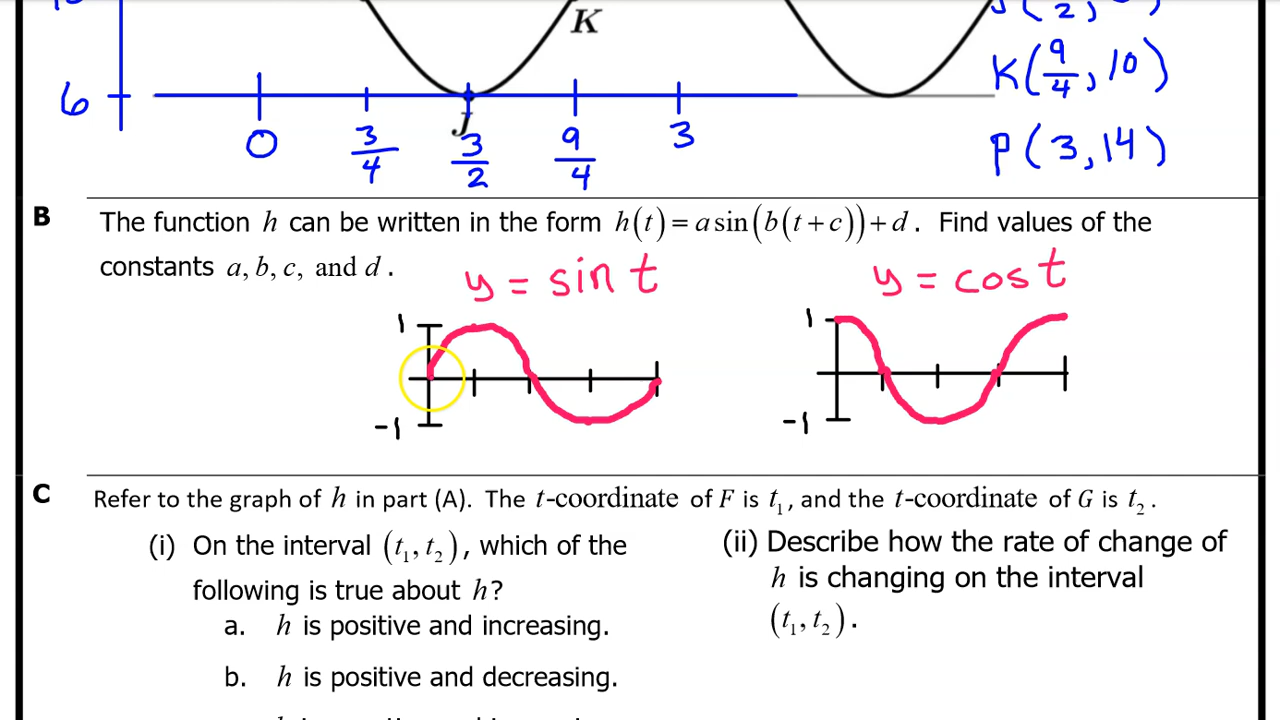 K
6
J
0
3/4
3/2
9/4
3
K(9/4, 10)
P(3, 14)
B The function h can be written in the form h(t) = a sin(b(t+c)) + d. Find values of the
constants a, b, c, and d.
y = sin t
y = cos t
1
-1
1
-1
C Refer to the graph of h in part (A). The t-coordinate of F is t₁, and the t-coordinate of G is t₂.
(i) On the interval (t₁, t₂), which of the
following is true about h?
a. h is positive and increasing.
b. h is positive and decreasing.
(ii) Describe how the rate of change of
h is changing on the interval
(t₁, t₂).